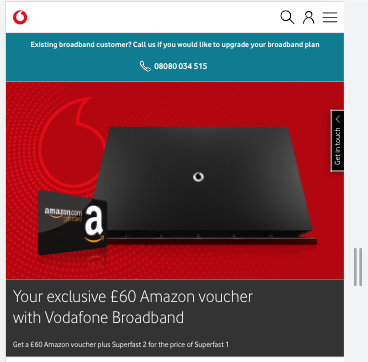 Existing broadband customer? Call us if you would like to upgrade your broadband plan
08080 034 515
Get in touch
amazon.com
a
Your exclusive £60 Amazon voucher
with Vodafone Broadband
Get a £60 Amazon voucher plus Superfast 2 for the price of Superfast 1